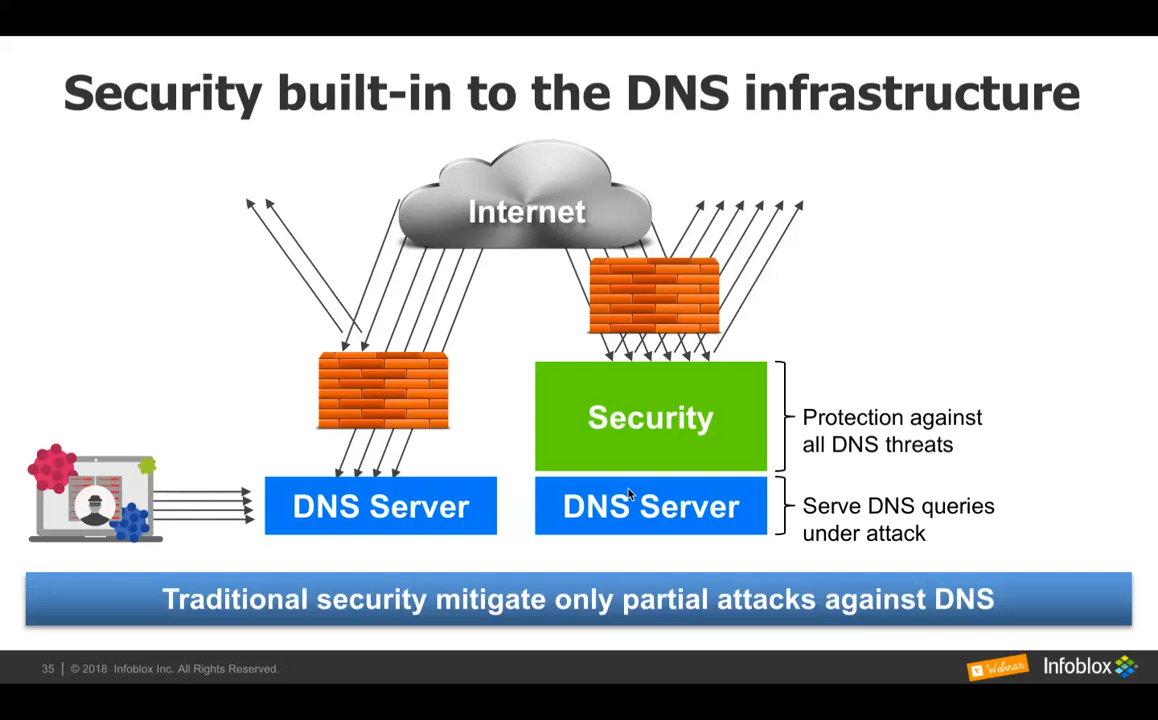 Security built-in to the DNS infrastructure
Internet
Security
Protection against
all DNS threats
DNS Server
DNS Server
Serve DNS queries
under attack
Traditional security mitigate only partial attacks against DNS
35 | © 2018 Infoblox Inc. All Rights Reserved.
Webinar
Infoblox